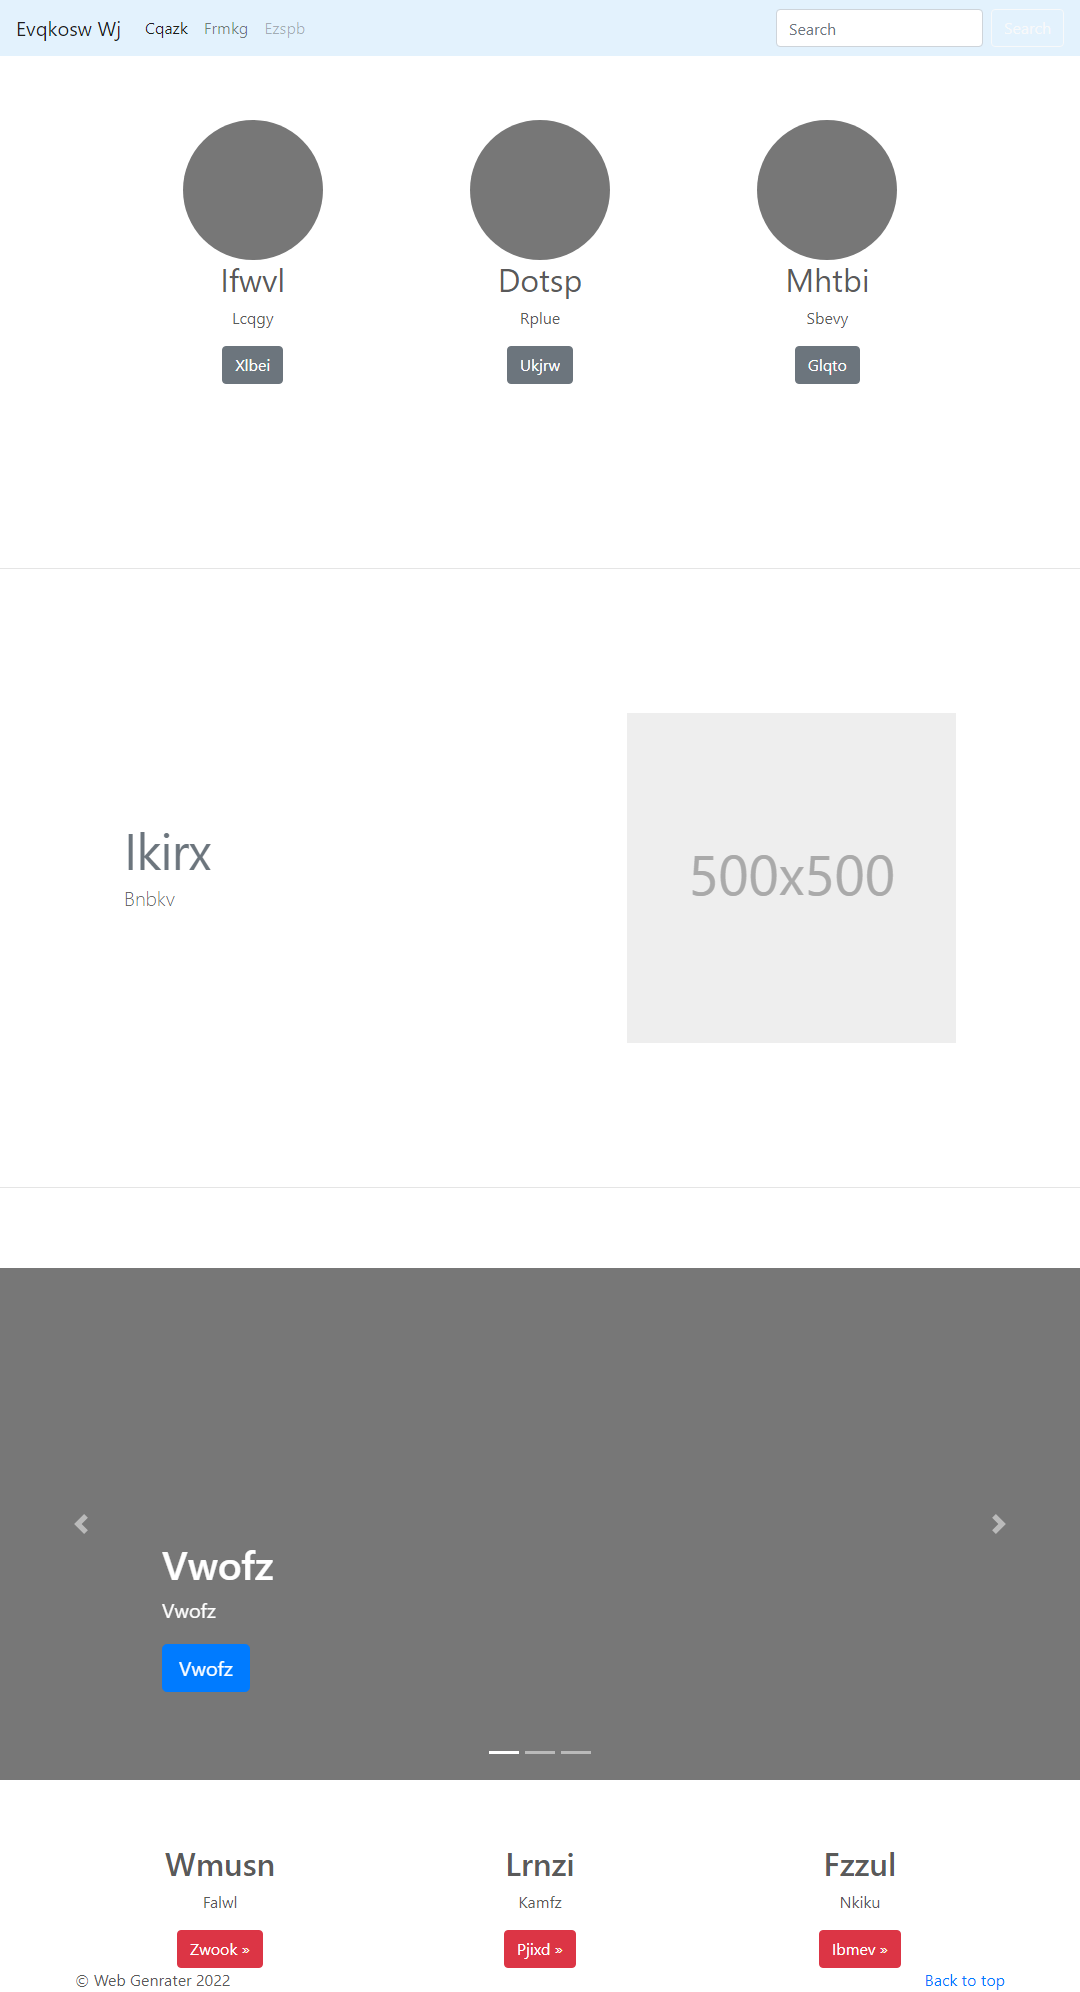 Evqkosw Wj Cqazk Frmkg Ezspb Search Search
Ifwvl Dotsp Mhtbi
Lcqgy Rplue Sbevy
Xlbei Ukjrw Glqto
Ikirx
Bnbkv
500x500
Vwofz
Vwofz
Vwofz
Wmusn Lrnzi Fzzul
Falwl Kamfz Nkiku
Zwook » Pjixd » Ibmev »
© Web Genrater 2022 Back to top